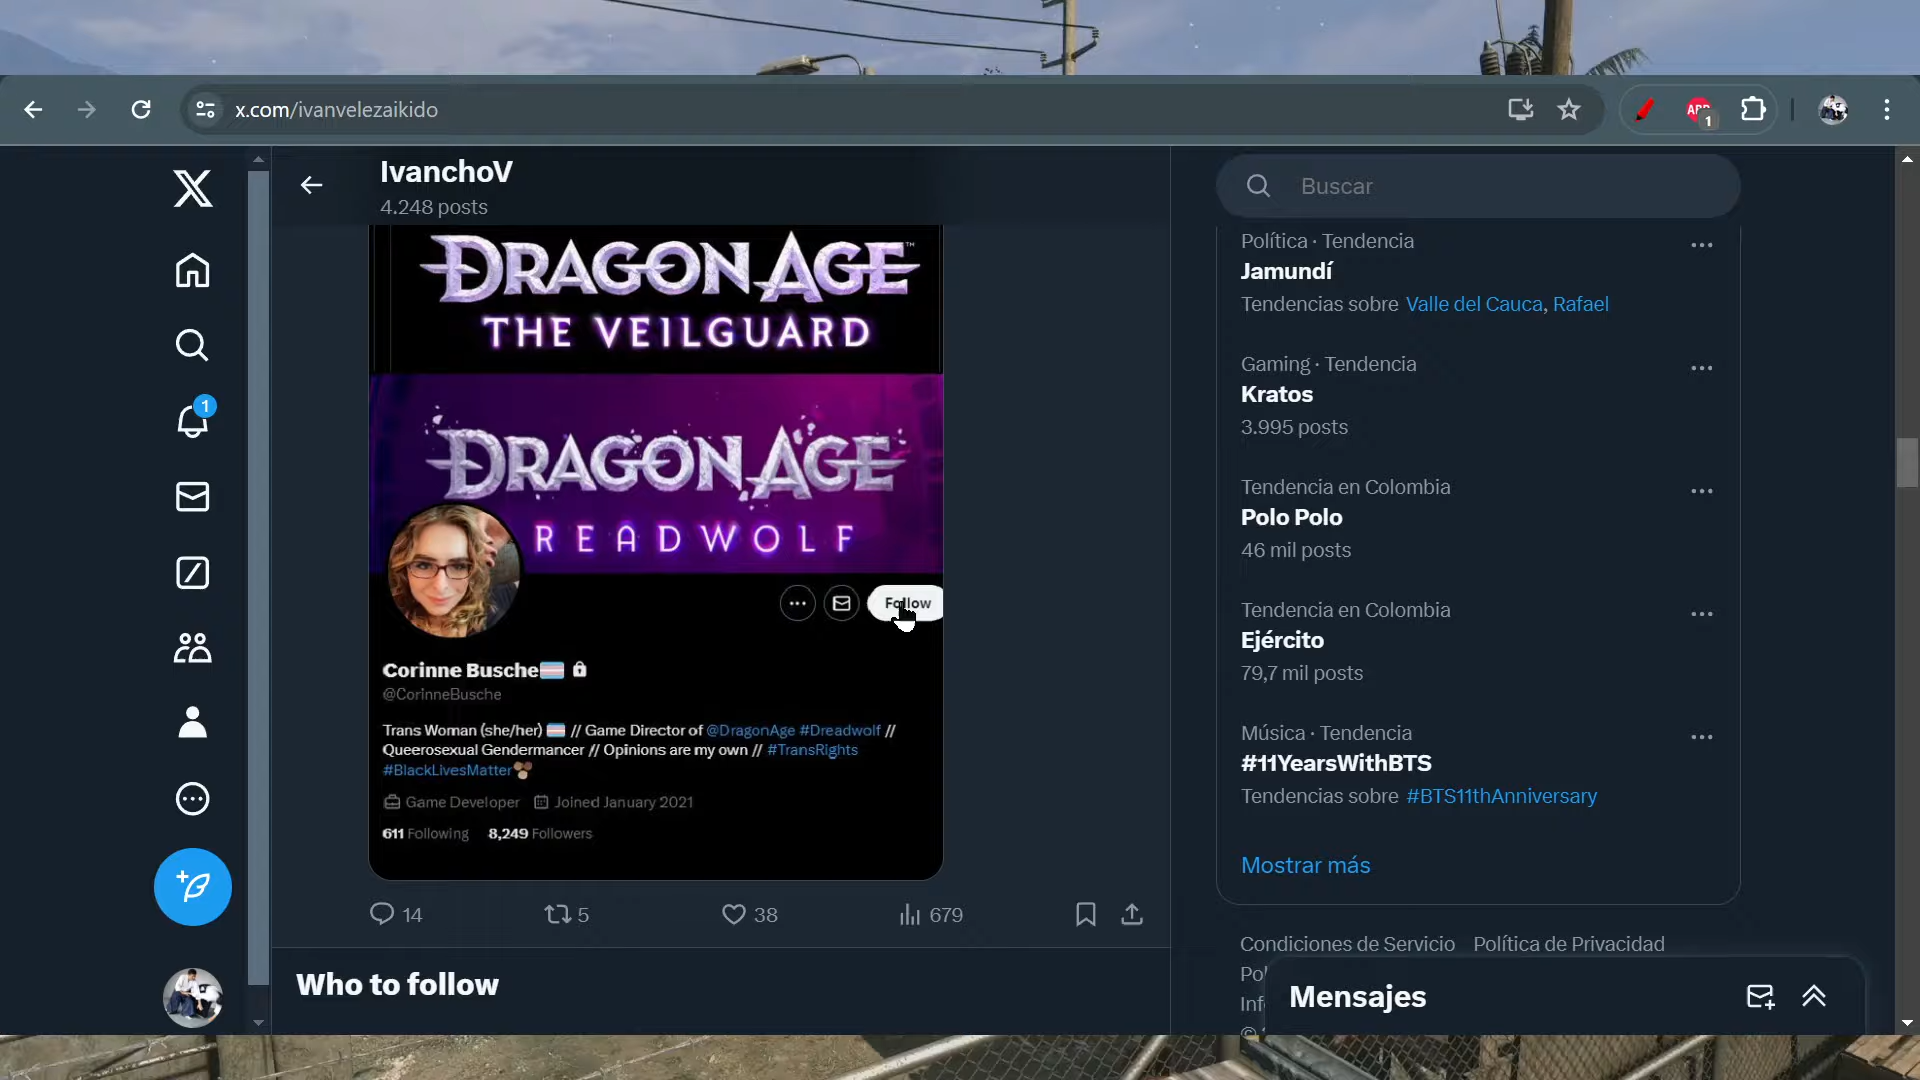 x.com/ivanvelezaikido
ABP
1
IvanchoV
4.248 posts
DRAGON AGE™
THE VEILGUARD
DRAGON AGE
READWOLF
Follow
Corinne Busche
@CorinneBusche
Trans Woman (she/her) // Game Director of @DragonAge #Dreadwolf //
Queerosexual Gendermancer // Opinions are my own // #TransRights
#BlackLivesMatter
Game Developer Joined January 2021
611 Following 8,249 Followers
14 5 38 679
Who to follow
1
Buscar
Política · Tendencia
Jamundí
Tendencias sobre Valle del Cauca, Rafael
Gaming · Tendencia
Kratos
3.995 posts
Tendencia en Colombia
Polo Polo
46 mil posts
Tendencia en Colombia
Ejército
79,7 mil posts
Música · Tendencia
#11YearsWithBTS
Tendencias sobre #BTS11thAnniversary
Mostrar más
Condiciones de Servicio Política de Privacidad
Mensajes